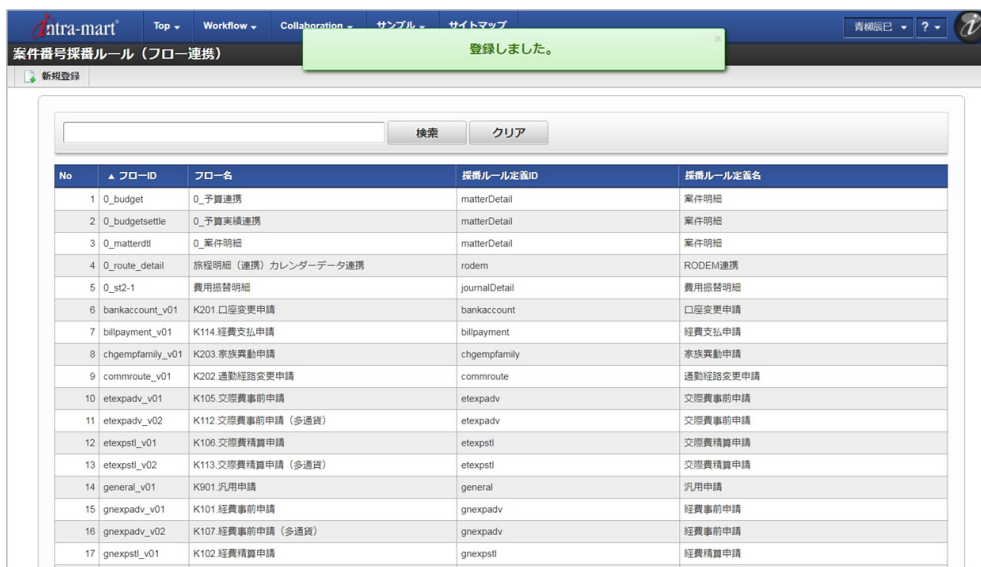 intra-mart® Top Workflow Collaboration サンプル サイトマップ 青柳辰巳 ?
案件番号採番ルール（フロー連携）
登録しました。 ×
新規登録
検索 クリア
No ▲ フローID フロー名 採番ルール定義ID 採番ルール定義名
1 0_budget 0_予算連携 matterDetail 案件明細
2 0_budgetsettle 0_予算実績連携 matterDetail 案件明細
3 0_matterdtl 0_案件明細 matterDetail 案件明細
4 0_route_detail 旅程明細（連携）カレンダーデータ連携 rodem RODEM連携
5 0_st2-1 費用振替明細 journalDetail 費用振替明細
6 bankaccount_v01 K201.口座変更申請 bankaccount 口座変更申請
7 billpayment_v01 K114.経費支払申請 billpayment 経費支払申請
8 chgempfamily_v01 K203.家族異動申請 chgempfamily 家族異動申請
9 commroute_v01 K202.通勤経路変更申請 commroute 通勤経路変更申請
10 etexpadv_v01 K105.交際費事前申請 etexpadv 交際費事前申請
11 etexpadv_v02 K112.交際費事前申請（多通貨） etexpadv 交際費事前申請
12 etexpstl_v01 K106.交際費精算申請 etexpstl 交際費精算申請
13 etexpstl_v02 K113.交際費精算申請（多通貨） etexpstl 交際費精算申請
14 general_v01 K901.汎用申請 general 汎用申請
15 gnexpadv_v01 K101.経費事前申請 gnexpadv 経費事前申請
16 gnexpadv_v02 K107.経費事前申請（多通貨） gnexpadv 経費事前申請
17 gnexpstl_v01 K102.経費精算申請 gnexpstl 経費精算申請